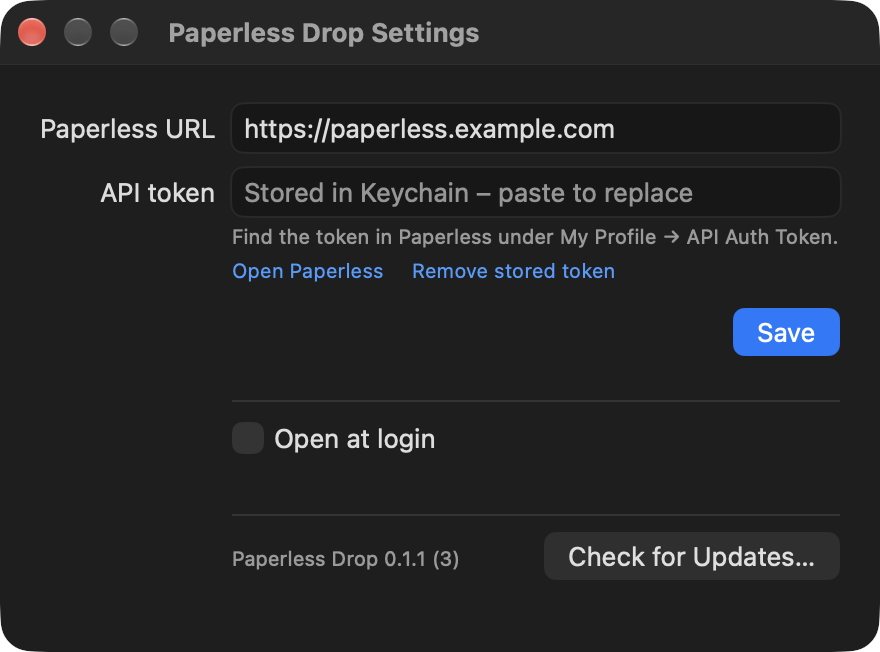 Paperless Drop Settings
Paperless URL https://paperless.example.com
API token Stored in Keychain – paste to replace
Find the token in Paperless under My Profile → API Auth Token.
Open Paperless Remove stored token
Save
Open at login
Paperless Drop 0.1.1 (3) Check for Updates...